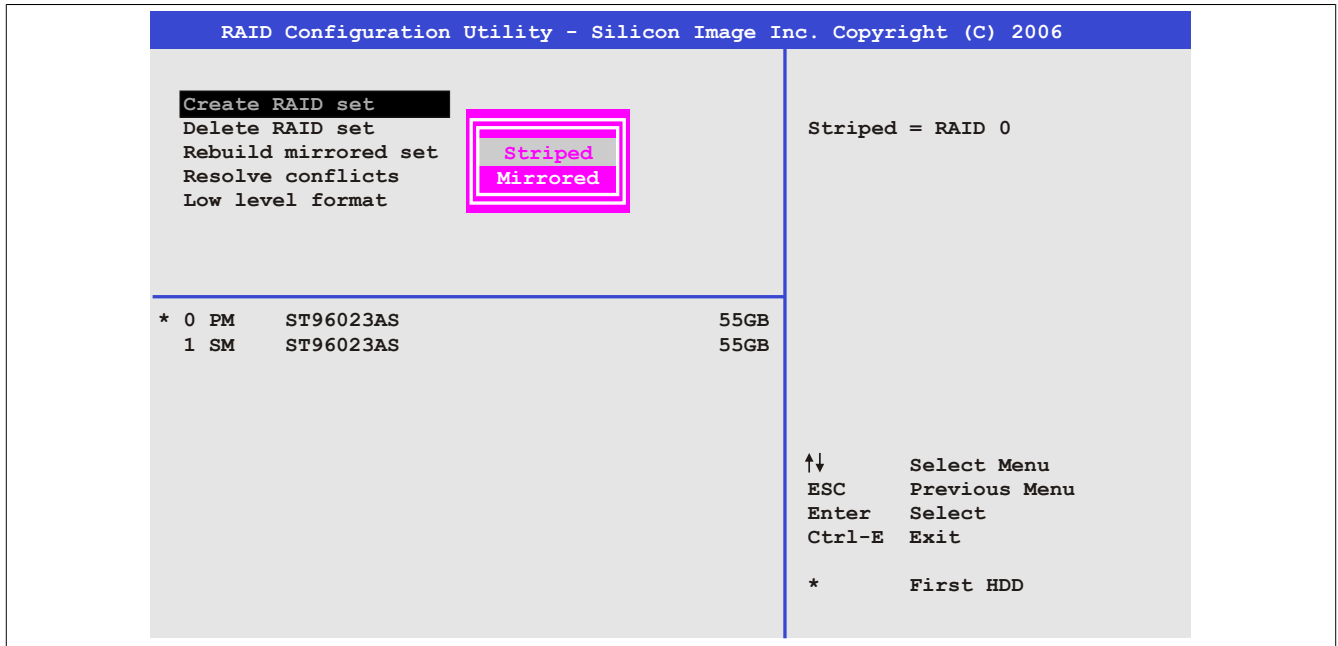 RAID Configuration Utility - Silicon Image Inc. Copyright (C) 2006
Create RAID set
Delete RAID set
Rebuild mirrored set
Resolve conflicts
Low level format
Striped
Mirrored
Striped = RAID 0
* 0 PM ST96023AS 55GB
1 SM ST96023AS 55GB
↑↓ Select Menu
ESC Previous Menu
Enter Select
Ctrl-E Exit
* First HDD